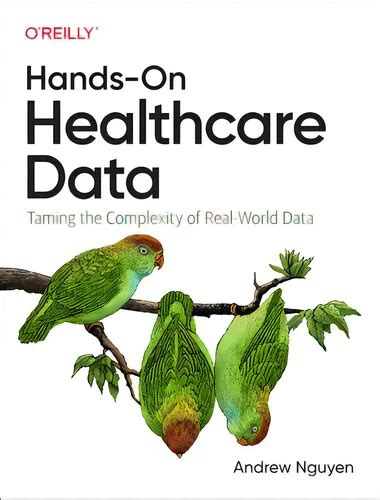 O'REILLY®
Hands-On
Healthcare
Data
Taming the Complexity of Real-World Data
Andrew Nguyen